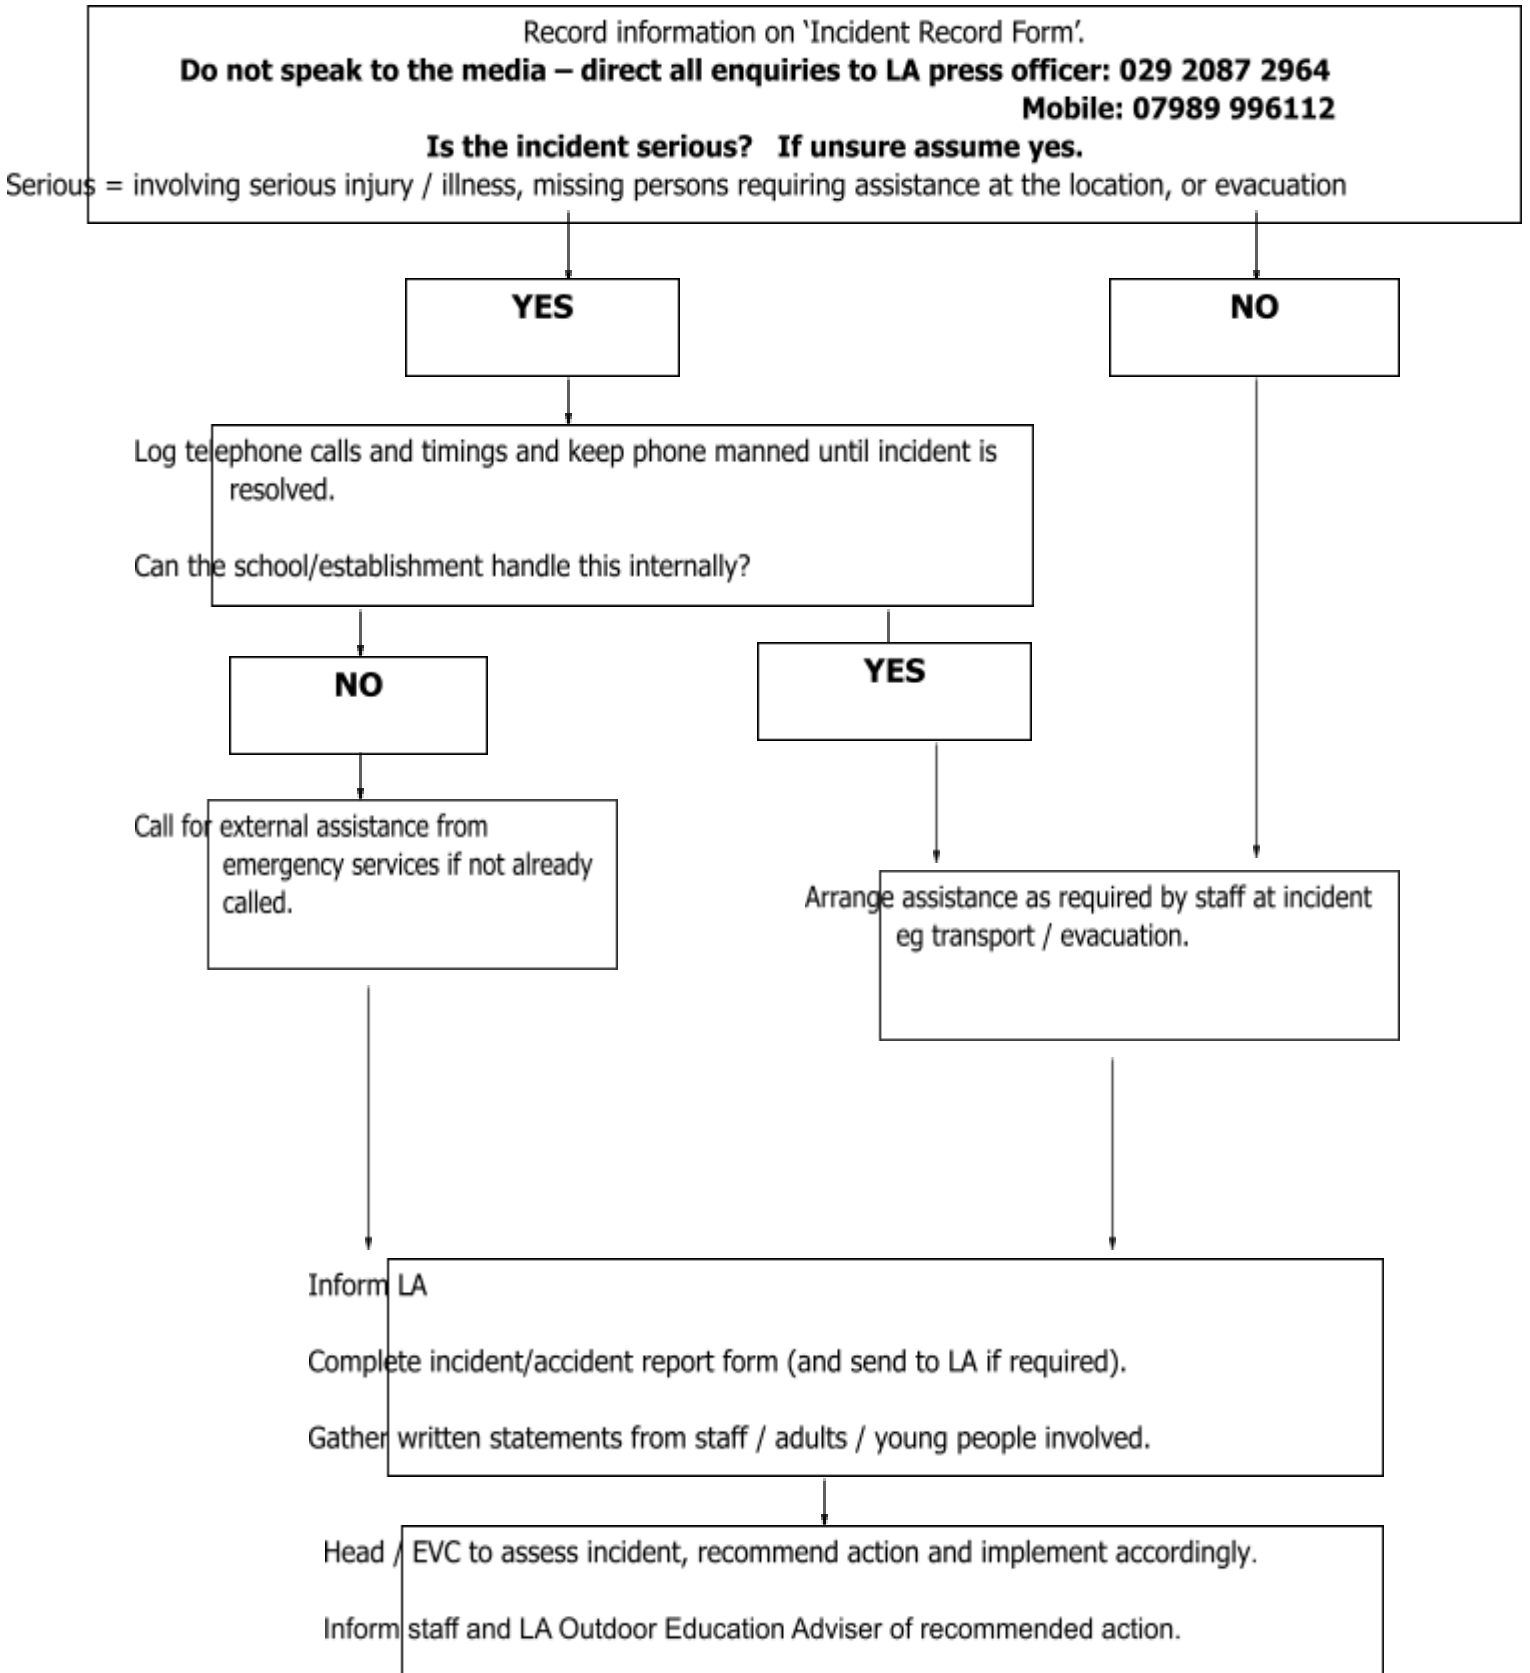 Record information on ‘Incident Record Form’.
Do not speak to the media – direct all enquiries to LA press officer: 029 2087 2964
Mobile: 07989 996112
Is the incident serious?   If unsure assume yes.
Serious = involving serious injury / illness, missing persons requiring assistance at the location, or evacuation
YES
NO
Log telephone calls and timings and keep phone manned until incident is
resolved.
Can the school/establishment handle this internally?
NO
YES
Call for external assistance from
emergency services if not already
called.
Arrange assistance as required by staff at incident
eg transport / evacuation.
Inform LA
Complete incident/accident report form (and send to LA if required).
Gather written statements from staff / adults / young people involved.
Head / EVC to assess incident, recommend action and implement accordingly.
Inform staff and LA Outdoor Education Adviser of recommended action.